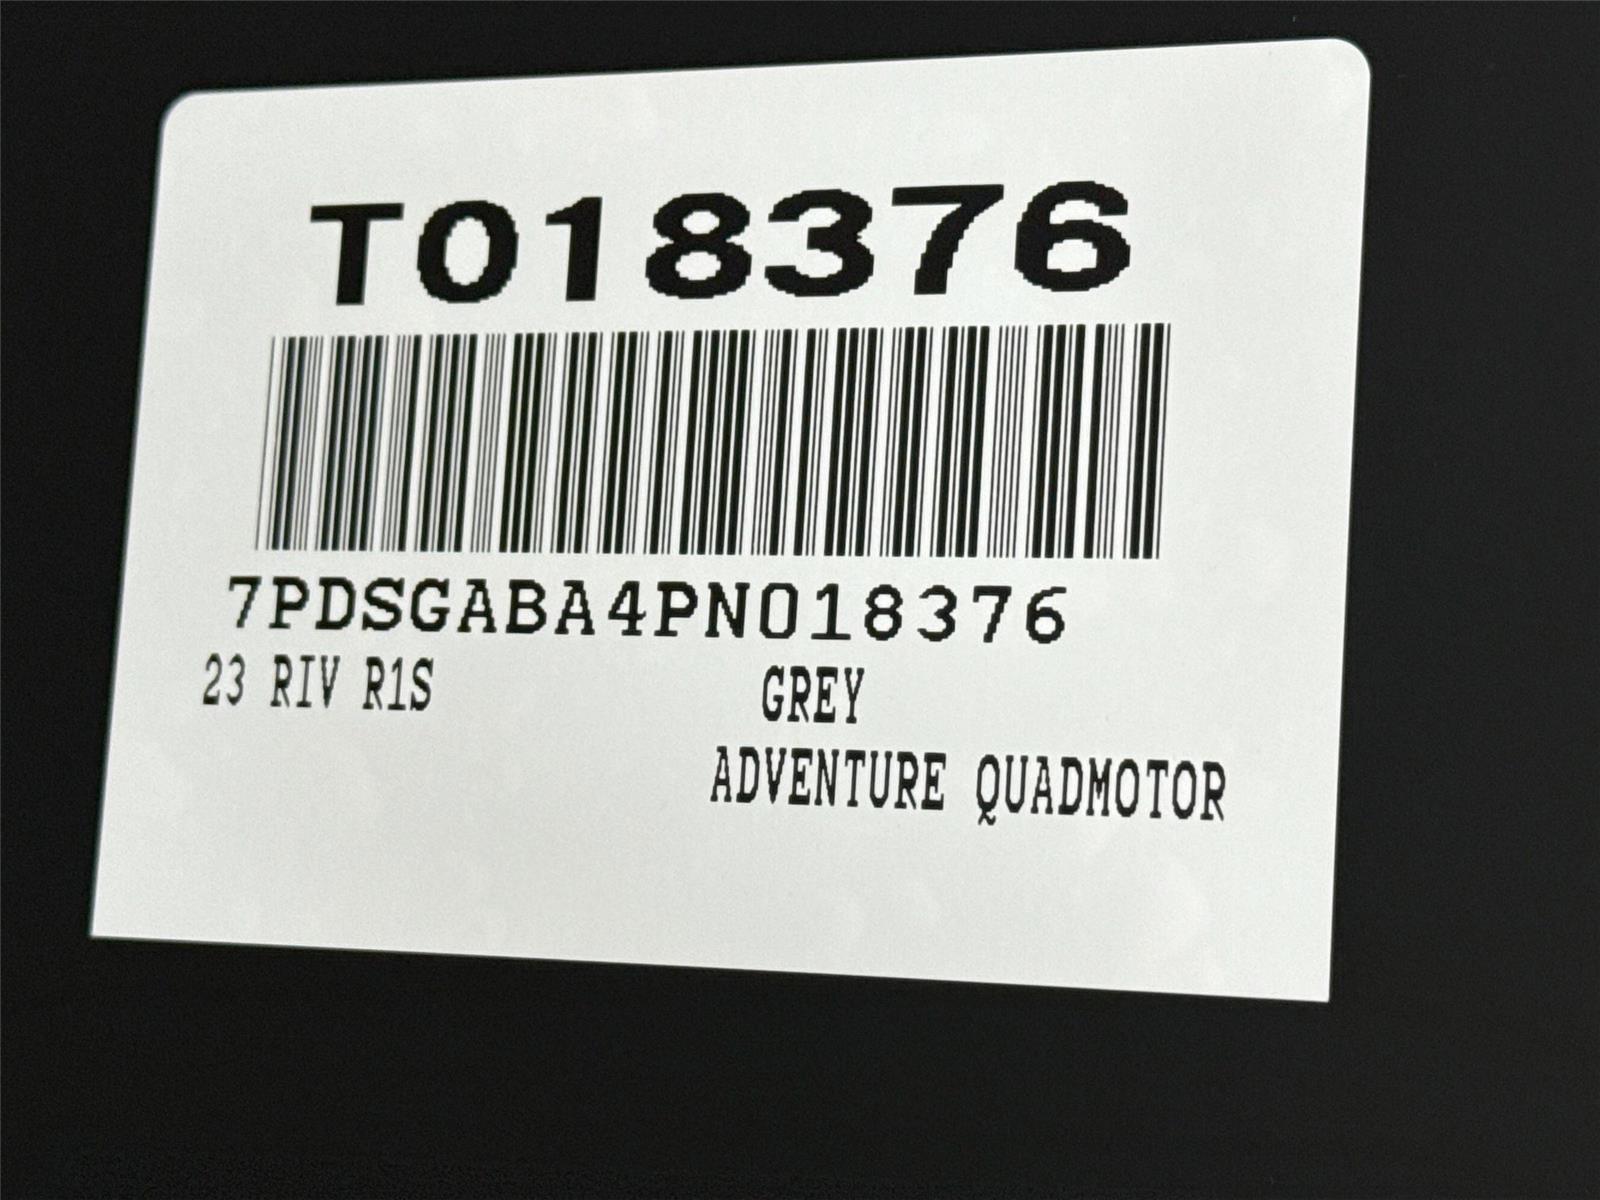 T018376
7PDSGABA4PN018376
23 RIV R1S GREY
ADVENTURE QUADMOTOR